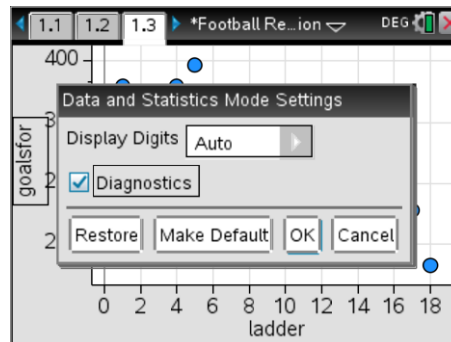 1.1 1.2 1.3 *Football Re…ion DEG
400
Data and Statistics Mode Settings
3
Display Digits Auto
goalsfor
2
Diagnostics
Restore Make Default OK Cancel
2
0 2 4 6 8 10 12 14 16 18
ladder